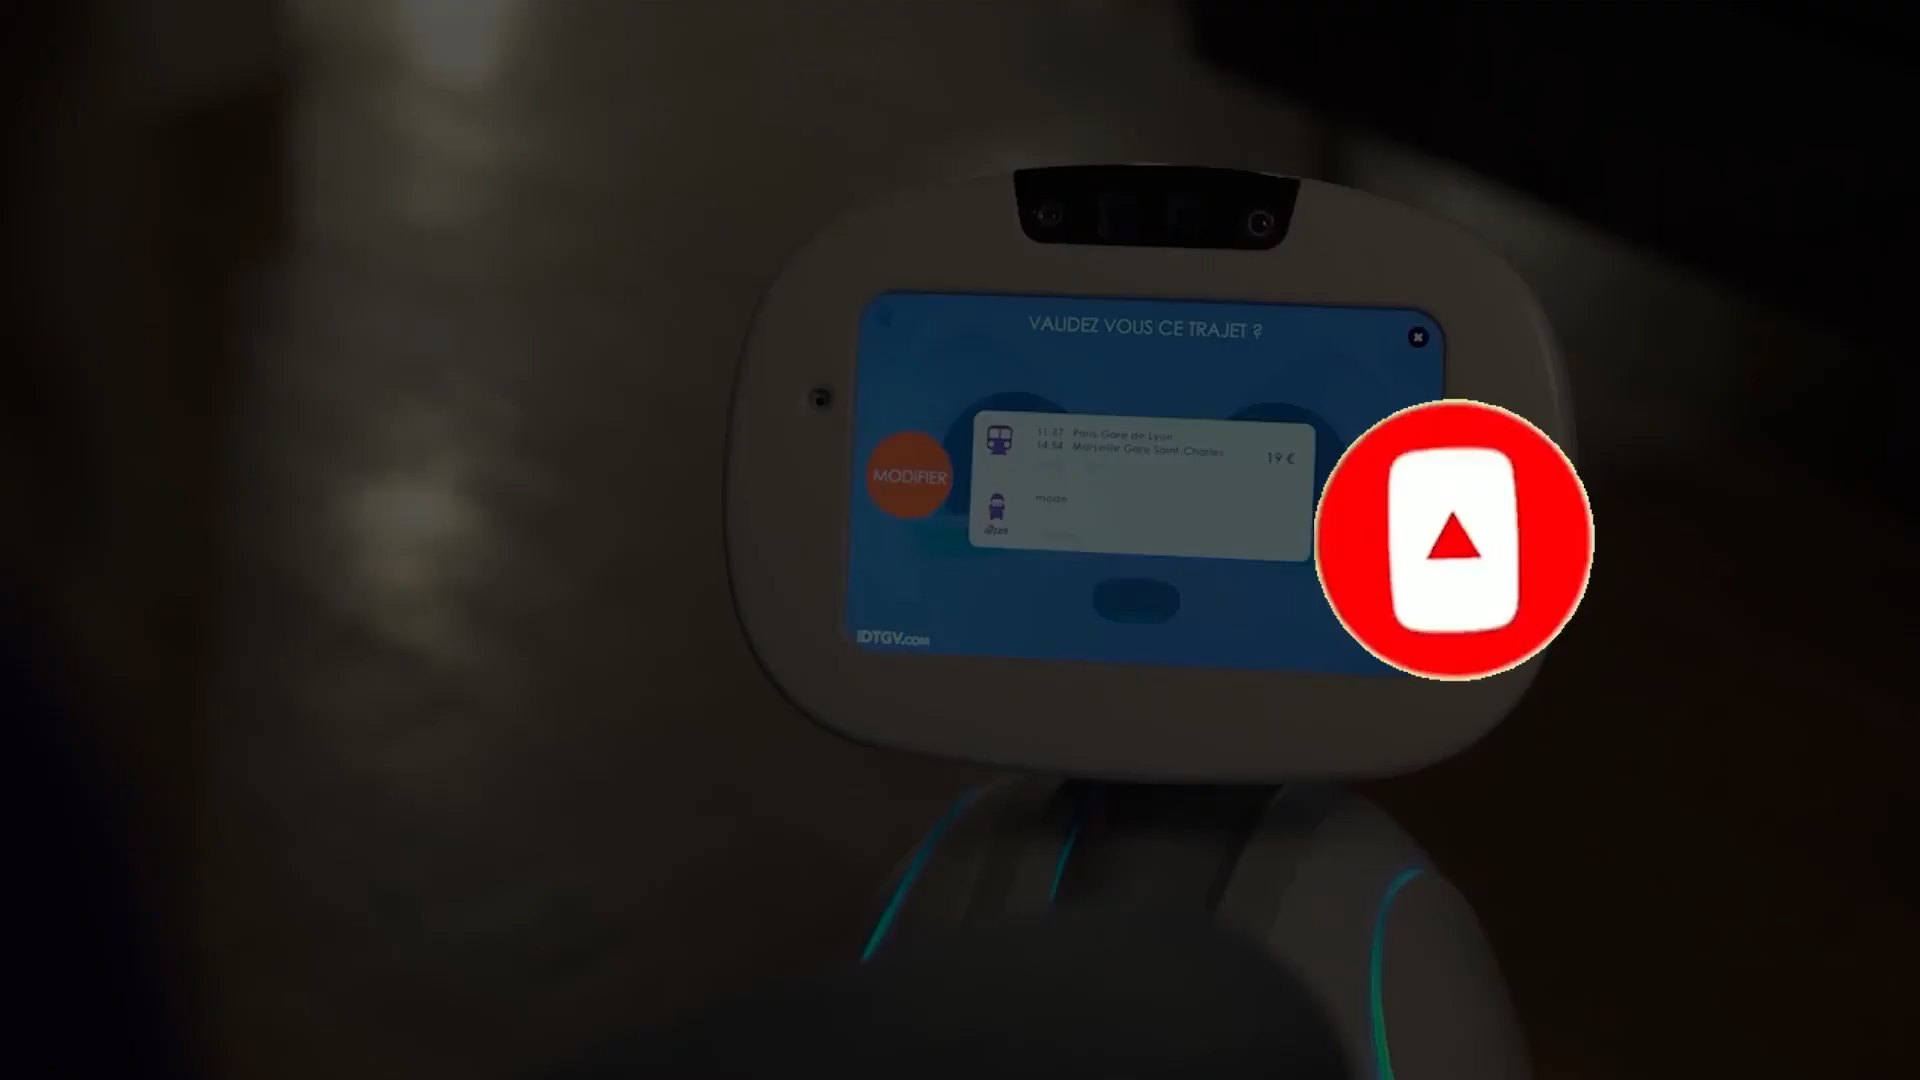 VALIDEZ VOUS CE TRAJET ?
MODIFIER
11:27 Paris Gare de Lyon
14:54 Marseille Gare Saint-Charles
19 €
mode
IDTGV.COM